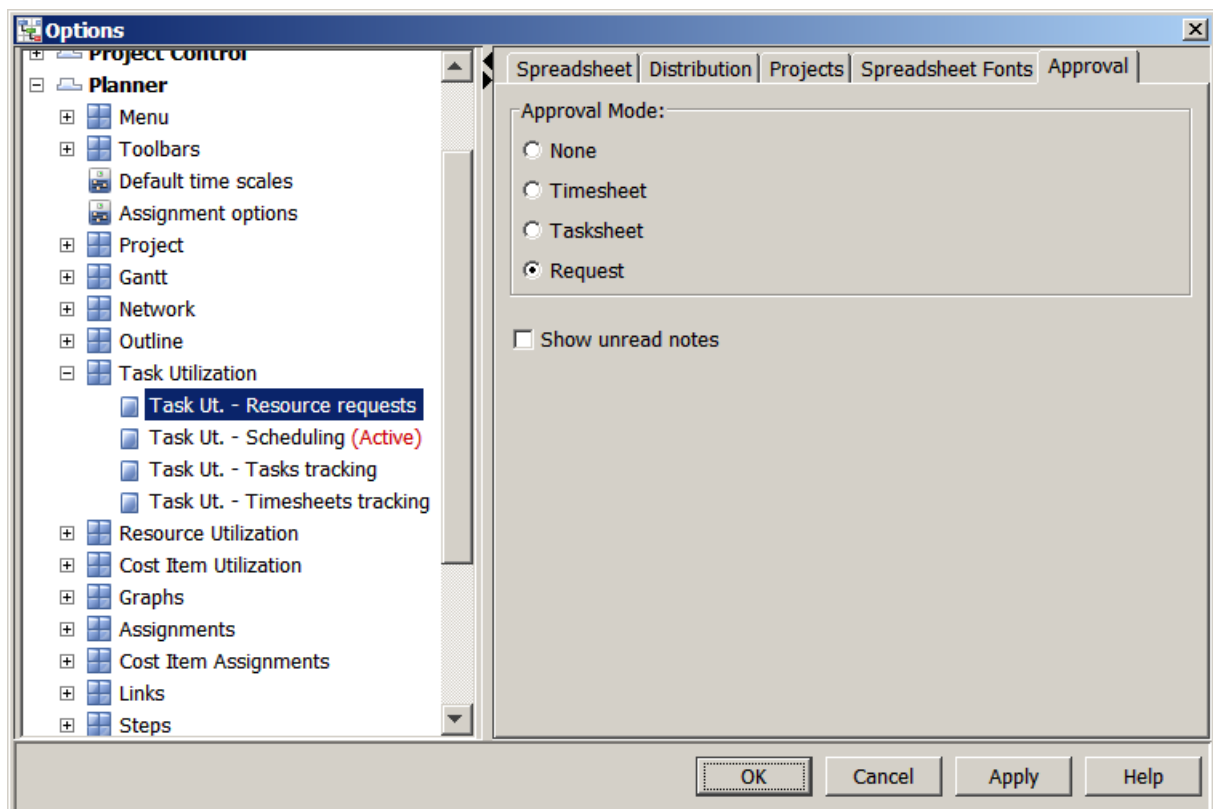 Options
Project Control
Planner
Menu
Toolbars
Default time scales
Assignment options
Project
Gantt
Network
Outline
Task Utilization
Task Ut. - Resource requests
Task Ut. - Scheduling (Active)
Task Ut. - Tasks tracking
Task Ut. - Timesheets tracking
Resource Utilization
Cost Item Utilization
Graphs
Assignments
Cost Item Assignments
Links
Steps
Spreadsheet Distribution Projects Spreadsheet Fonts Approval
Approval Mode:
None
Timesheet
Tasksheet
Request
Show unread notes
OK Cancel Apply Help